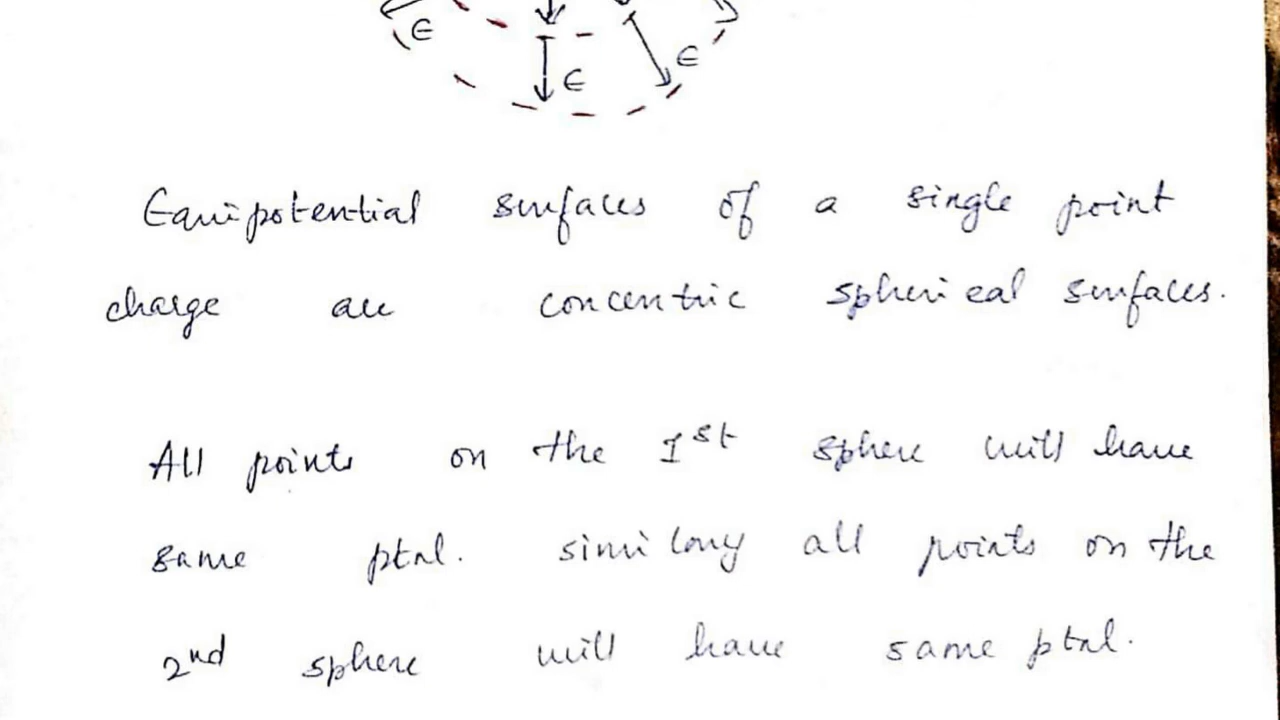 E
E
E
Equipotential surfaces of a single point
charge are concentric spherical surfaces.
All points on the 1st sphere will have
same ptnl. similarly all points on the
2nd sphere will have same ptnl.